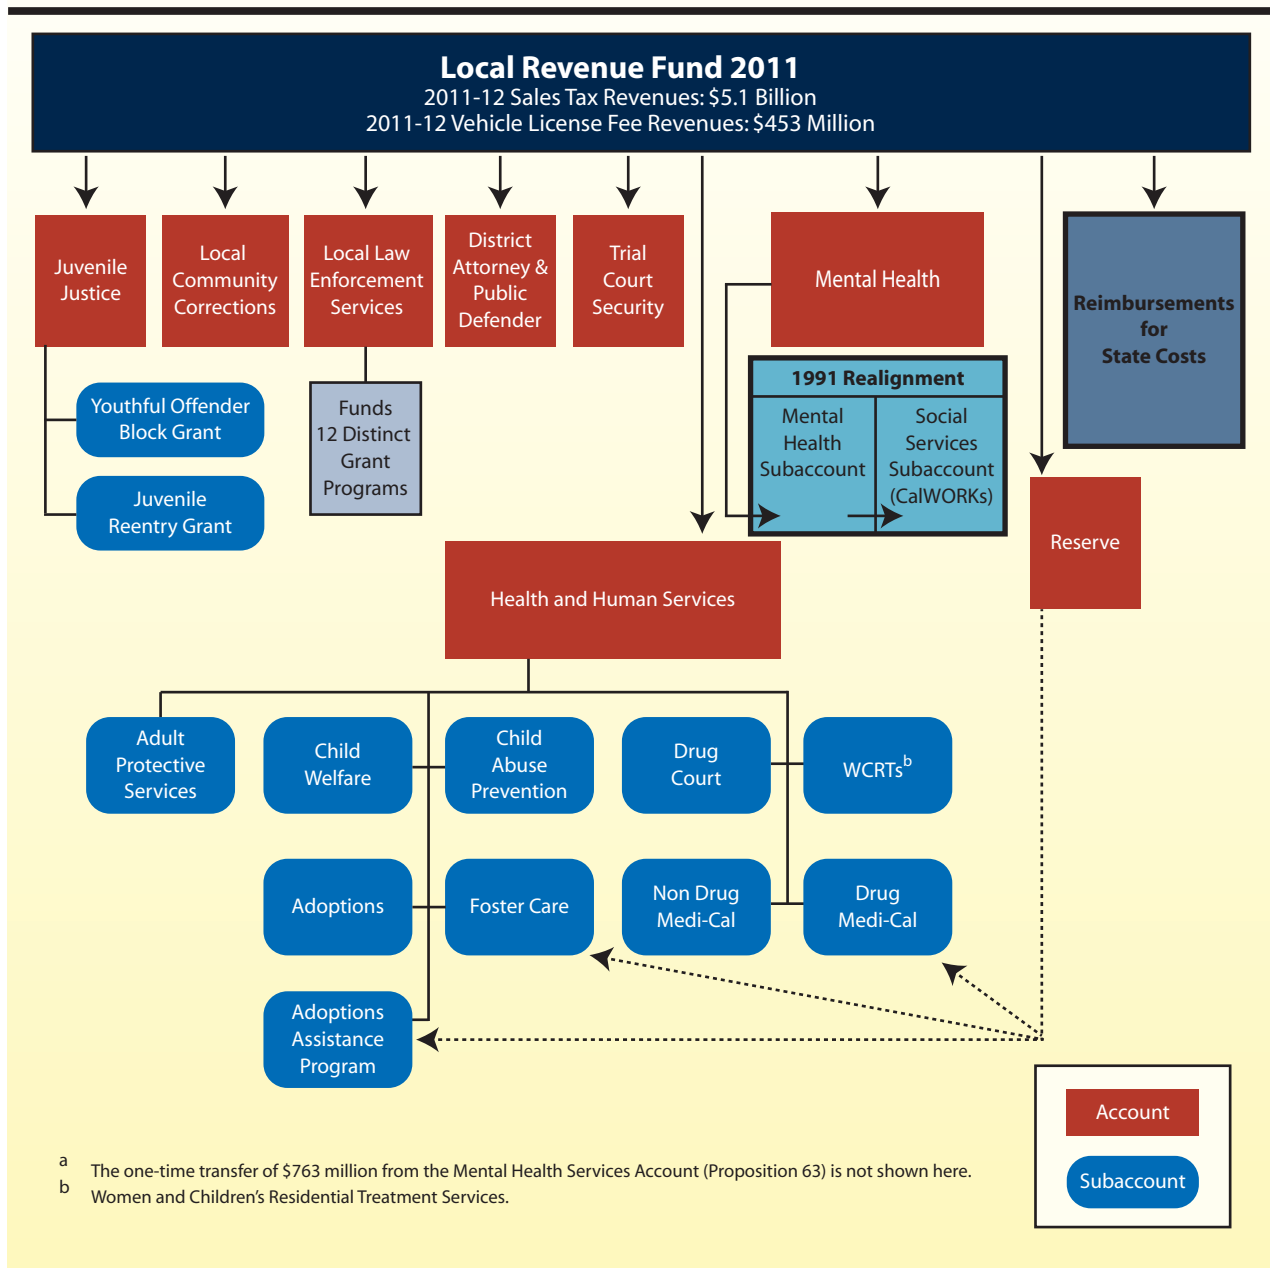 Local Revenue Fund 2011
2011-12 Sales Tax Revenues: $5.1 Billion
2011-12 Vehicle License Fee Revenues: $453 Million
Juvenile
Justice
Local
Community
Corrections
Local Law
Enforcement
Services
District
Attorney &
Public
Defender
Trial
Court
Security
Mental Health
Reimbursements
for
State Costs
Youthful Offender
Block Grant
Juvenile
Reentry Grant
Funds
12 Distinct
Grant
Programs
1991 Realignment
Mental
Health
Subaccount
Social
Services
Subaccount
(CalWORKs)
Reserve
Health and Human Services
Adult
Protective
Services
Child
Welfare
Child
Abuse
Prevention
Drug
Court
WCRTsb
Adoptions
Foster Care
Non Drug
Medi-Cal
Drug
Medi-Cal
Adoptions
Assistance
Program
Account
Subaccount
a The one-time transfer of $763 million from the Mental Health Services Account (Proposition 63) is not shown here.
b Women and Children's Residential Treatment Services.